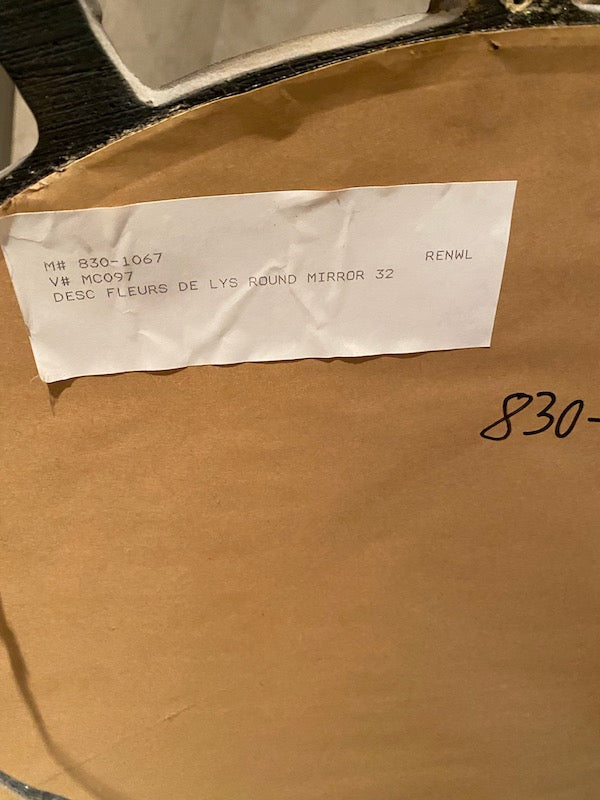 M# 830-1067 RENWL
V# MC097
DESC FLEURS DE LYS ROUND MIRROR 32
830-